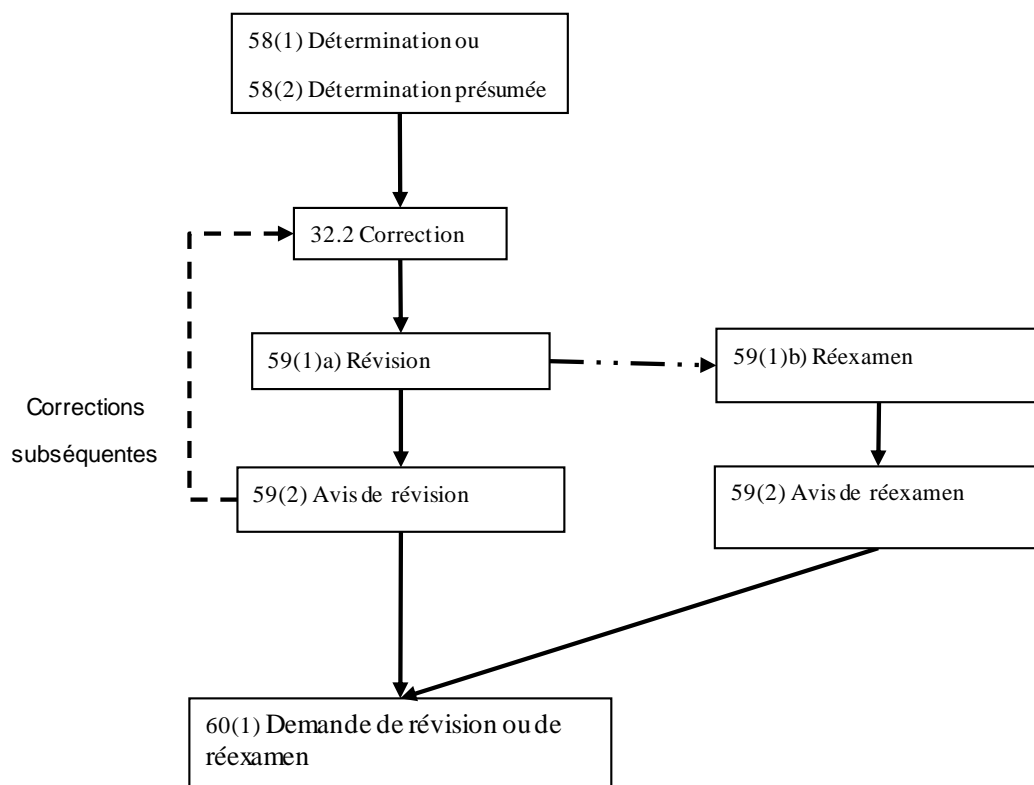 58(1) Détermination ou
58(2) Détermination présumée
32.2 Correction
59(1)a) Révision
59(1)b) Réexamen
Corrections
subséquentes
59(2) Avis de révision
59(2) Avis de réexamen
60(1) Demande de révision ou de
réexamen